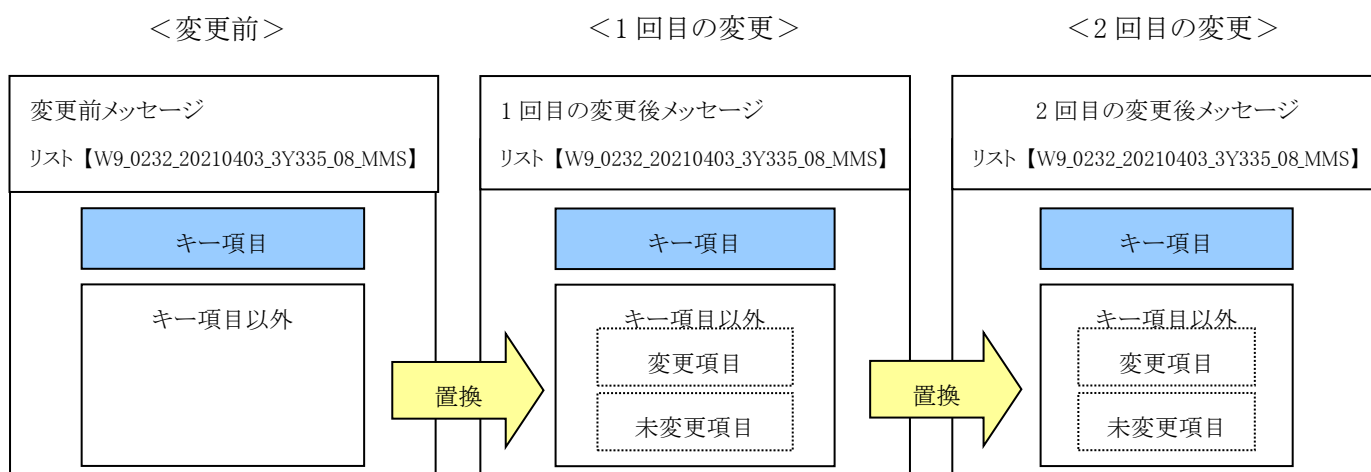 ＜変更前＞
＜1 回目の変更＞
＜2 回目の変更＞
変更前メッセージ
リスト【W9_0232_20210403_3Y335_08_MMS】
キー項目
キー項目以外
置換
1 回目の変更後メッセージ
リスト【W9_0232_20210403_3Y335_08_MMS】
キー項目
キー項目以外
変更項目
未変更項目
置換
2 回目の変更後メッセージ
リスト【W9_0232_20210403_3Y335_08_MMS】
キー項目
キー項目以外
変更項目
未変更項目